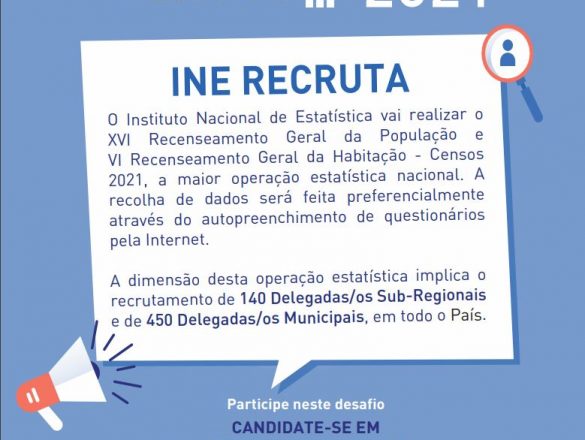 2021
INE RECRUTA
O Instituto Nacional de Estatística vai realizar o
XVI Recenseamento Geral da População e
VI Recenseamento Geral da Habitação - Censos
2021, a maior operação estatística nacional. A
recolha de dados será feita preferencialmente
através do autopreenchimento de questionários
pela Internet.
A dimensão desta operação estatística implica o
recrutamento de 140 Delegadas/os Sub-Regionais
e de 450 Delegadas/os Municipais, em todo o País.
Participe neste desafio
CANDIDATE-SE EM